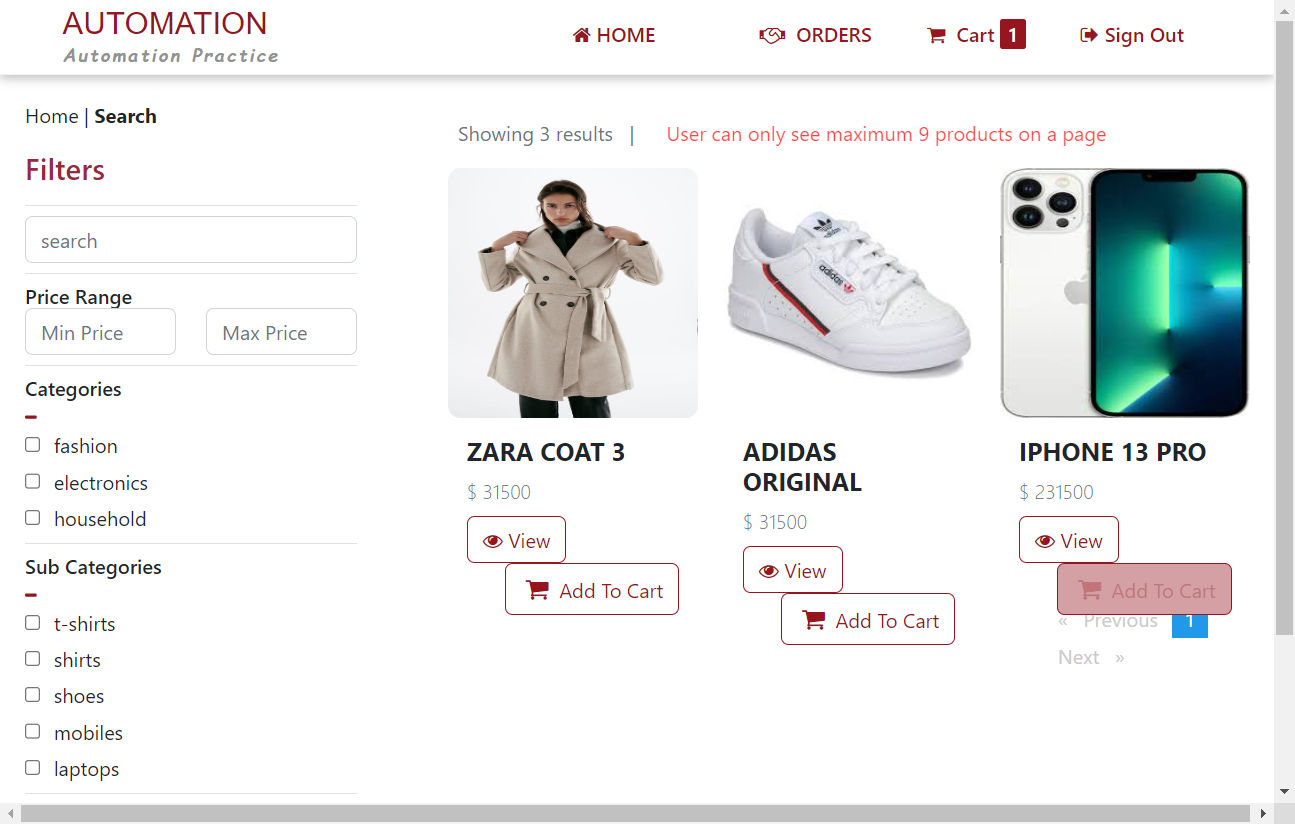 AUTOMATION
Automation Practice
HOME
ORDERS
Cart 1
Sign Out
Home | Search
Filters
search
Price Range
Min Price
Max Price
Categories
fashion
electronics
household
Sub Categories
t-shirts
shirts
shoes
mobiles
laptops
Showing 3 results |
User can only see maximum 9 products on a page
adidas
adidas
ZARA COAT 3
$ 31500
View
Add To Cart
ADIDAS
ORIGINAL
$ 31500
View
Add To Cart
IPHONE 13 PRO
$ 231500
View
Add To Cart
« Previous 1
Next »